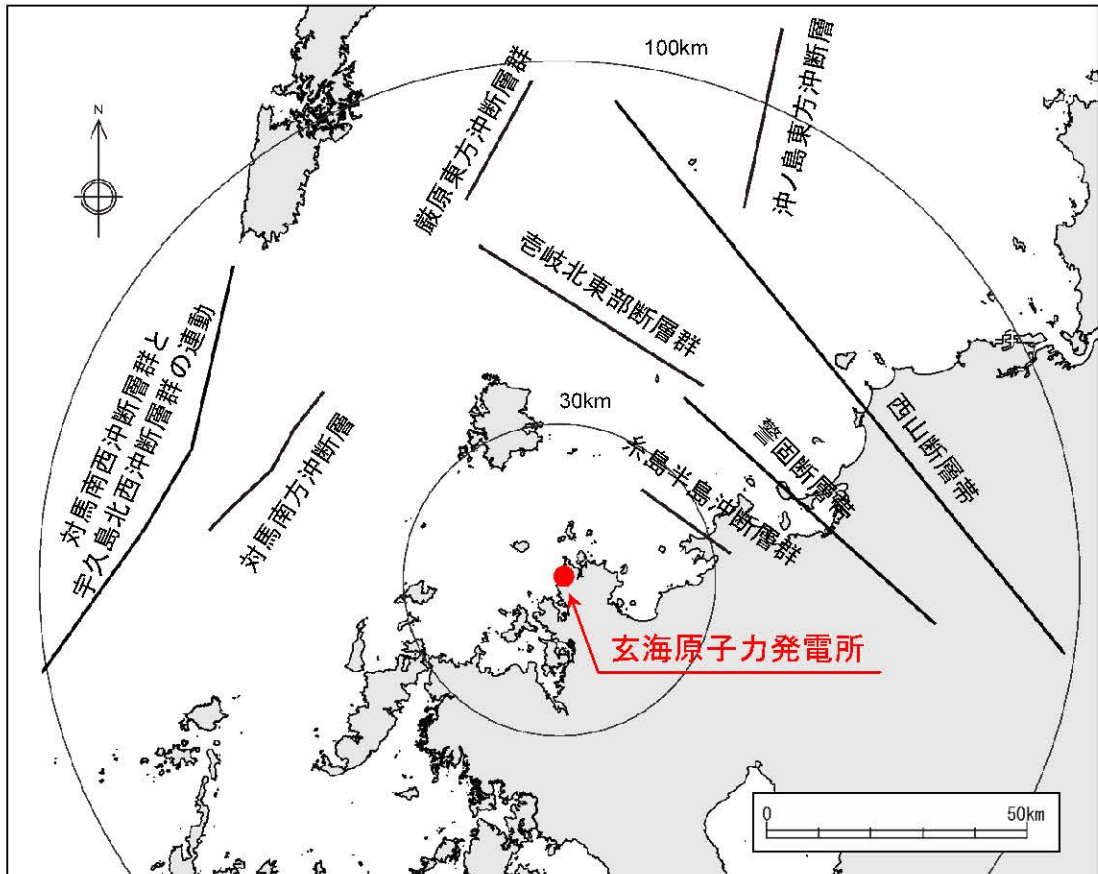 100km
N
厳原東方沖断層群
沖ノ島東方沖断層
壱岐北東部断層群
対馬南西沖断層群と
宇久島北西沖断層群の連動
対馬南方沖断層
30km
糸島半島沖断層群
警固断層帯
西山断層帯
玄海原子力発電所
0
50km